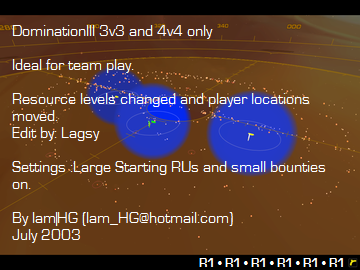 DominationIII 3v3 and 4v4 only
Ideal for team play.
Resource levels changed and player locations
moved.
Edit by: Lagsy
Settings: Large Starting RUs and small bounties
on.
By Iam|HG (Iam_HG@hotmail.com)
July 2003
R1 • R1 • R1 • R1 • R1 • R1 r